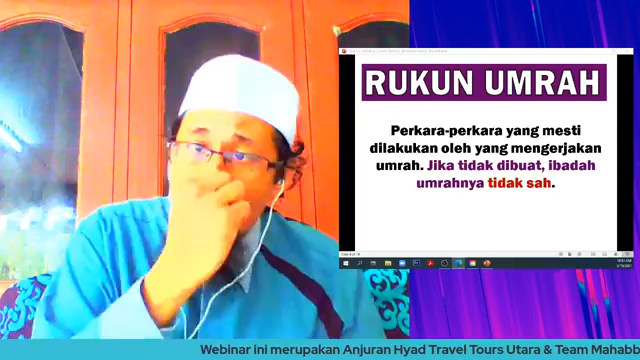 RUKUN UMRAH
Perkara-perkara yang mesti
dilakukan oleh yang mengerjakan
umrah. Jika tidak dibuat, ibadah
umrahnya tidak sah.
Webinar ini merupakan Anjuran Hyad Travel Tours Utara & Team Mahabb